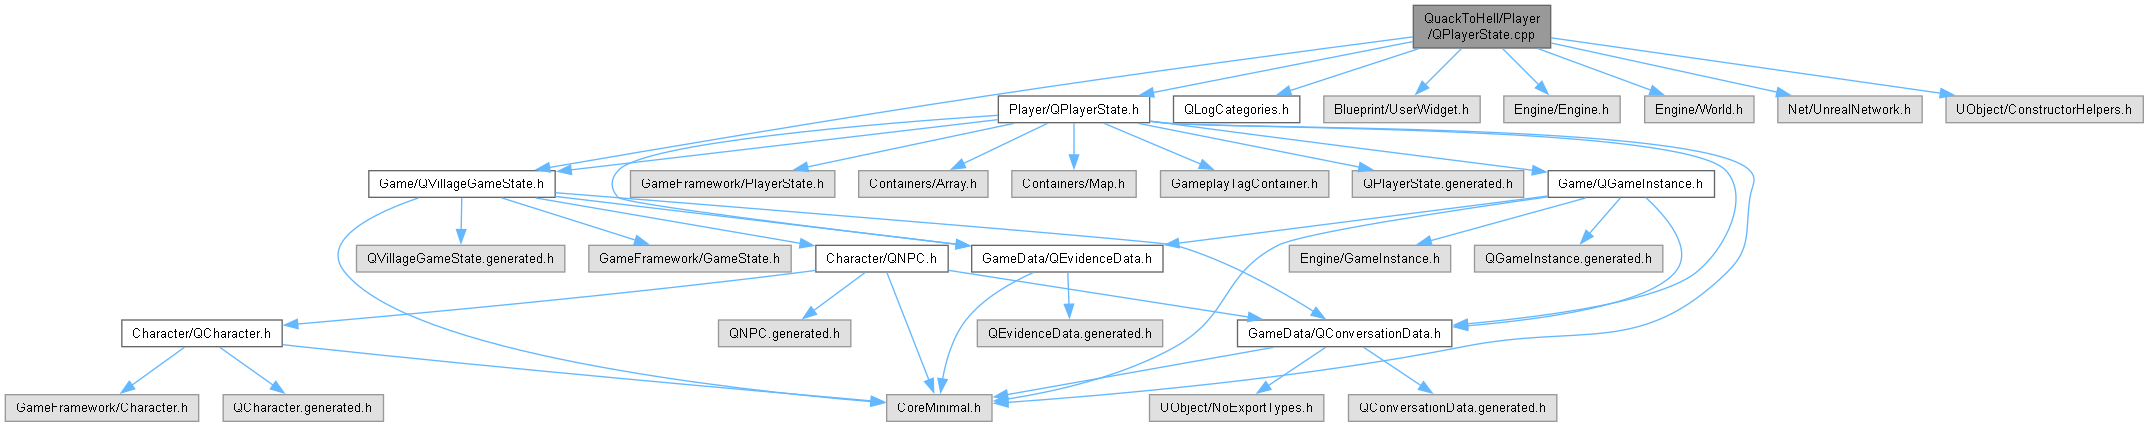 QuackToHell/Player
/QPlayerState.cpp
Player/QPlayerState.h
QLogCategories.h
Blueprint/UserWidget.h
Engine/Engine.h
Engine/World.h
Net/UnrealNetwork.h
UObject/ConstructorHelpers.h
Game/QVillageGameState.h
GameFramework/PlayerState.h
Containers/Array.h
Containers/Map.h
GameplayTagContainer.h
QPlayerState.generated.h
Game/QGameInstance.h
QVillageGameState.generated.h
GameFramework/GameState.h
Character/QNPC.h
GameData/QEvidenceData.h
Engine/GameInstance.h
QGameInstance.generated.h
Character/QCharacter.h
QNPC.generated.h
QEvidenceData.generated.h
GameData/QConversationData.h
GameFramework/Character.h
QCharacter.generated.h
CoreMinimal.h
UObject/NoExportTypes.h
QConversationData.generated.h